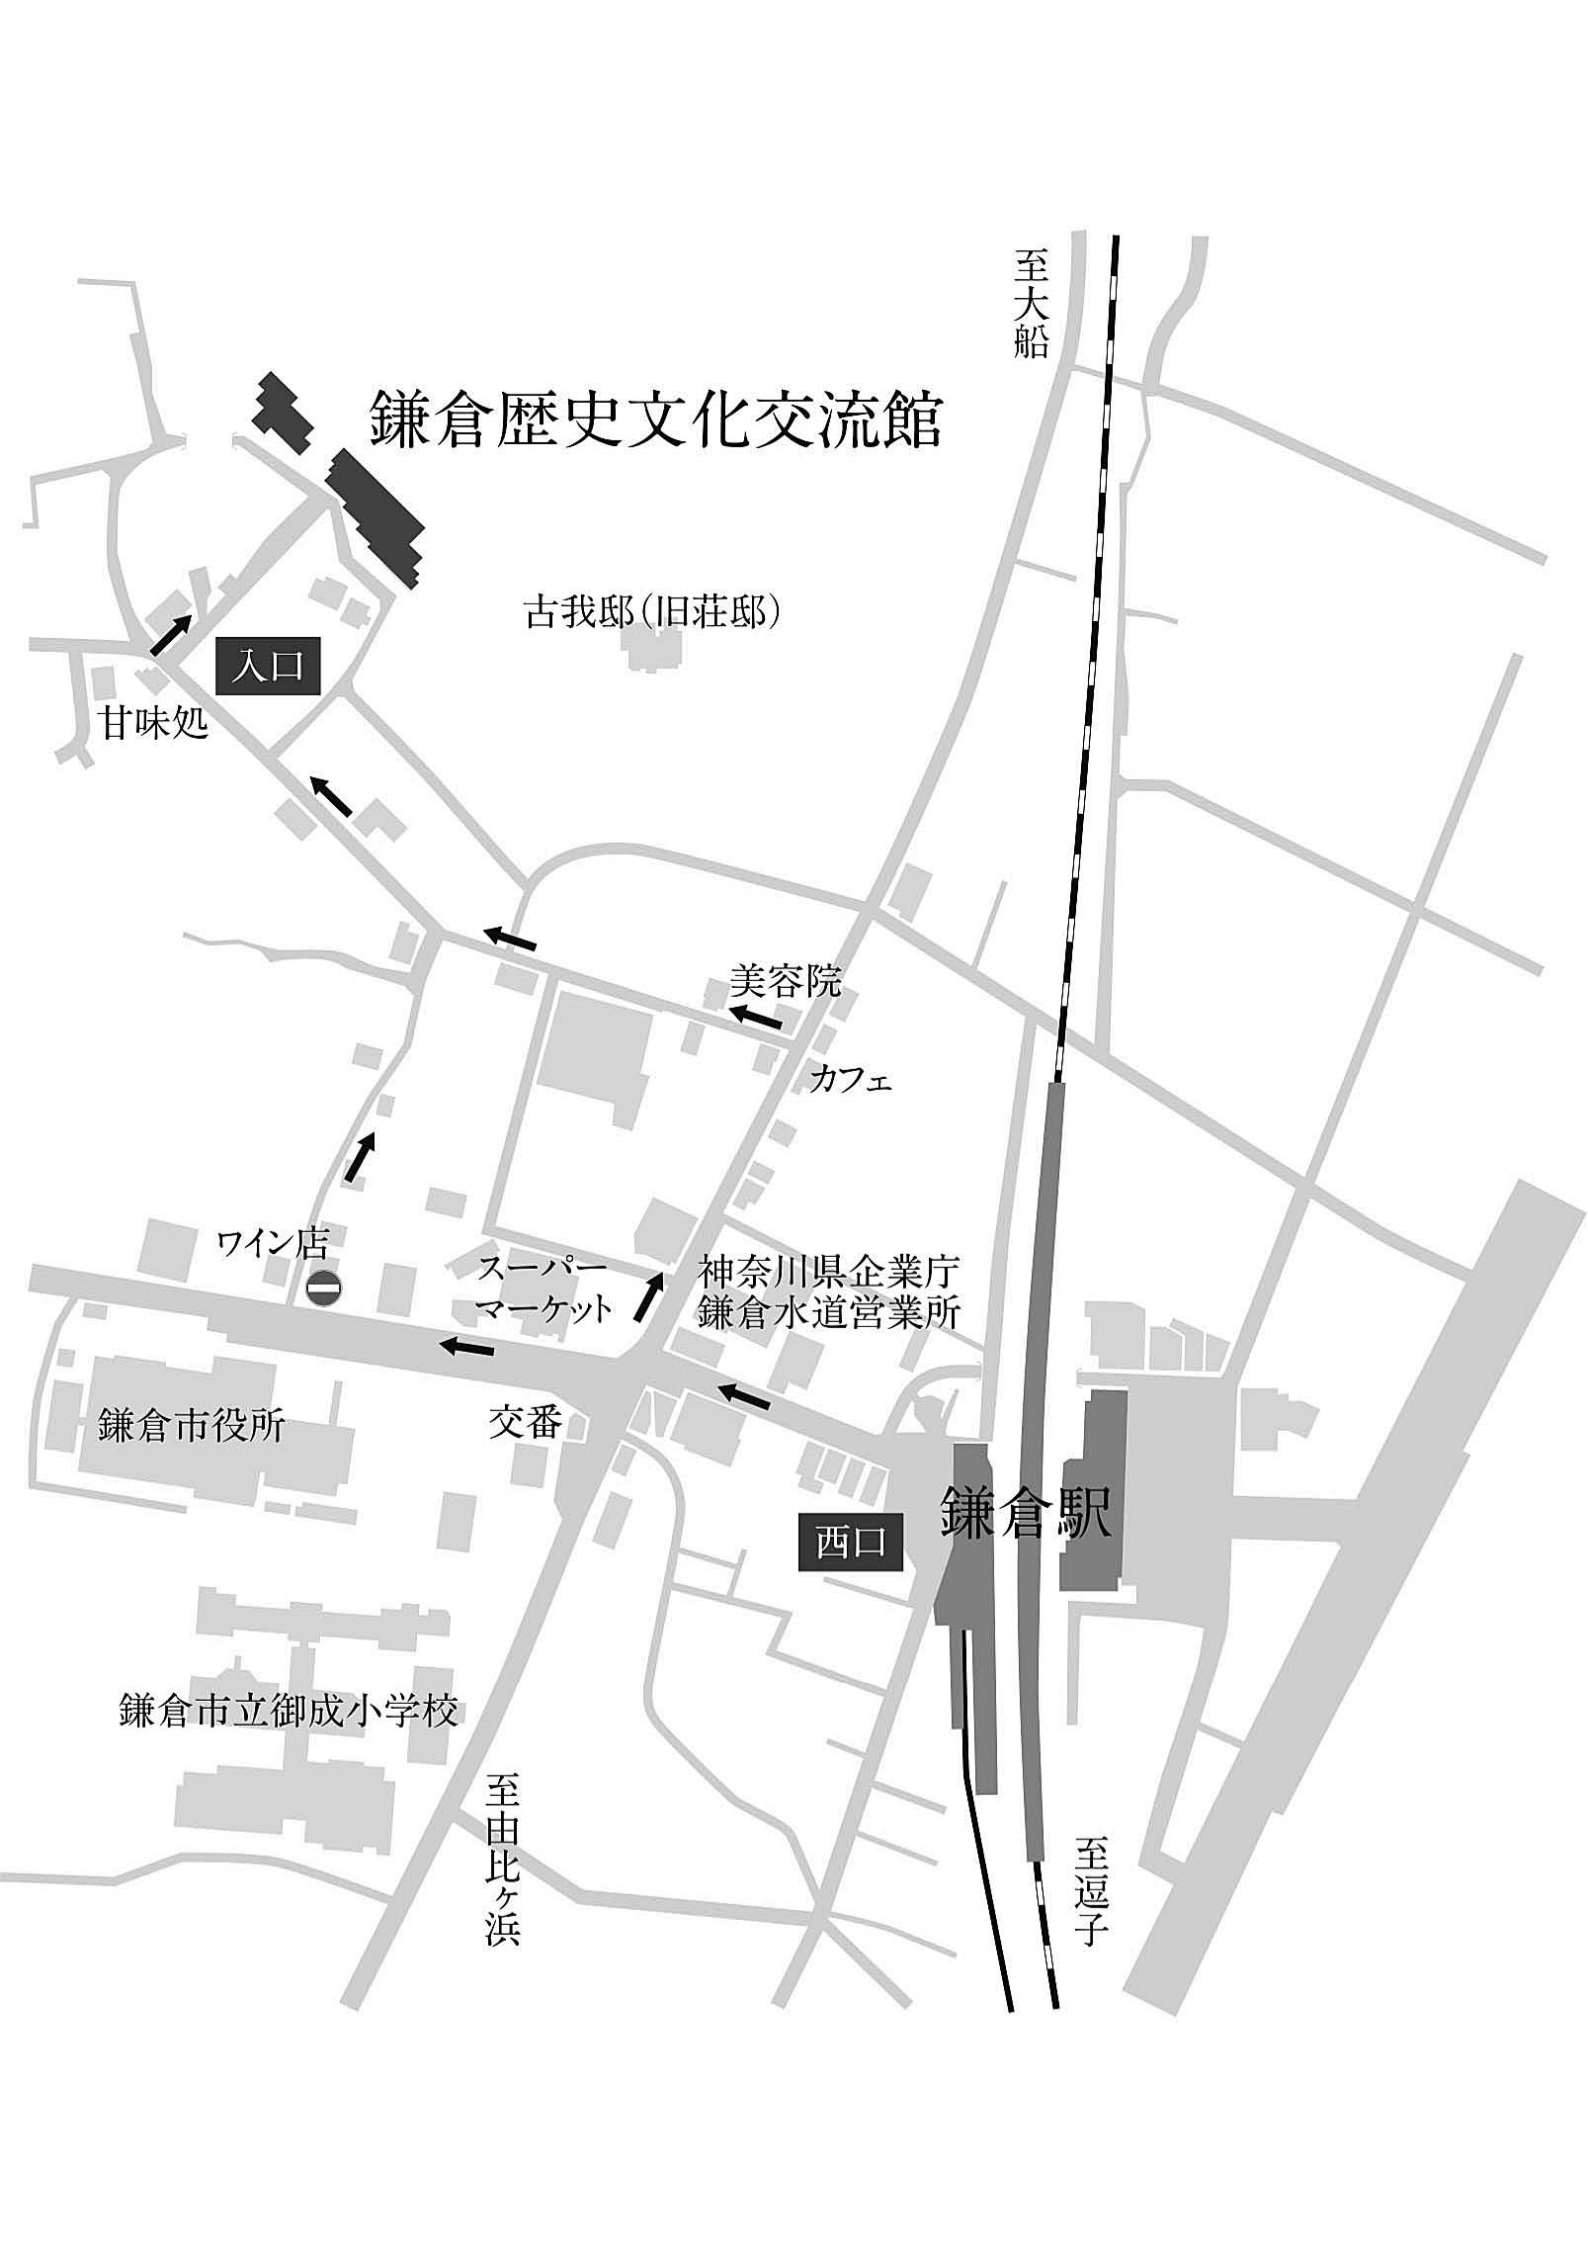 至大船
鎌倉歴史文化交流館
古我邸（旧荘邸）
入口
甘味処
美容院
カフェ
ワイン店
スーパー
マーケット
神奈川県企業庁
鎌倉水道営業所
鎌倉市役所
交番
鎌倉駅
西口
鎌倉市立御成小学校
至由比ヶ浜
至逗子